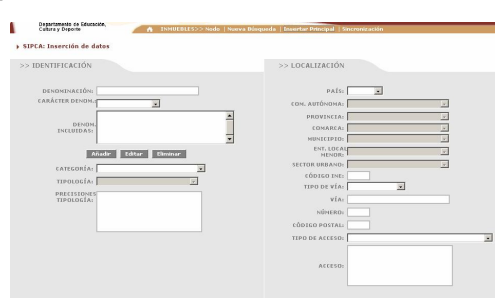 Departamento de Educación,
Cultura y Deporte
INMUEBLES>> Nodo | Nueva Búsqueda | Insertar Principal | Sincronización
SIPCA: Inserción de datos
>> IDENTIFICACIÓN
DENOMINACIÓN:
CARÁCTER DENOM.:
DENOM.
INCLUIDAS:
Añadir Editar Eliminar
CATEGORÍA:
TIPOLOGÍA:
PRECISIONES
TIPOLOGÍA:
>> LOCALIZACIÓN
PAÍS:
COM. AUTÓNOMA:
PROVINCIA:
COMARCA:
MUNICIPIO:
ENT. LOCAL
MENOR:
SECTOR URBANO:
CÓDIGO INE:
TIPO DE VÍA:
VÍA:
NÚMERO:
CÓDIGO POSTAL:
TIPO DE ACCESO:
ACCESO: